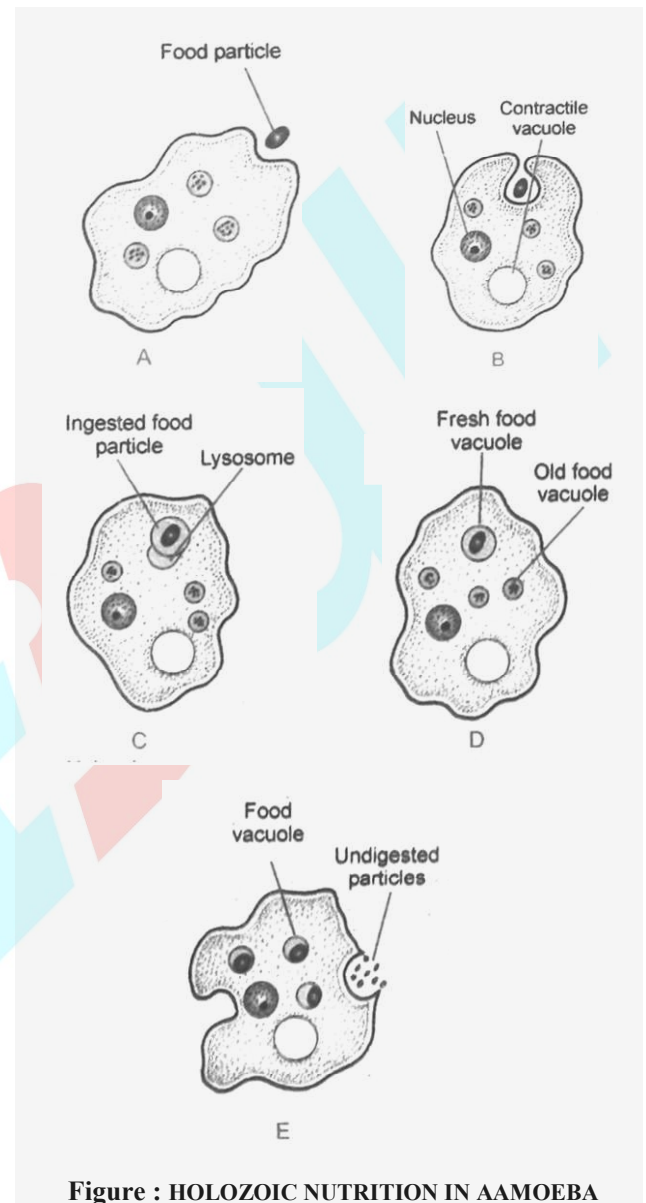 Food particle
A
Nucleus
Contractile
vacuole
B
Ingested food
particle
Lysosome
C
Fresh food
vacuole
Old food
vacuole
D
Food
vacuole
Undigested
particles
E
Figure : HOLOZOIC NUTRITION IN AAMOEBA